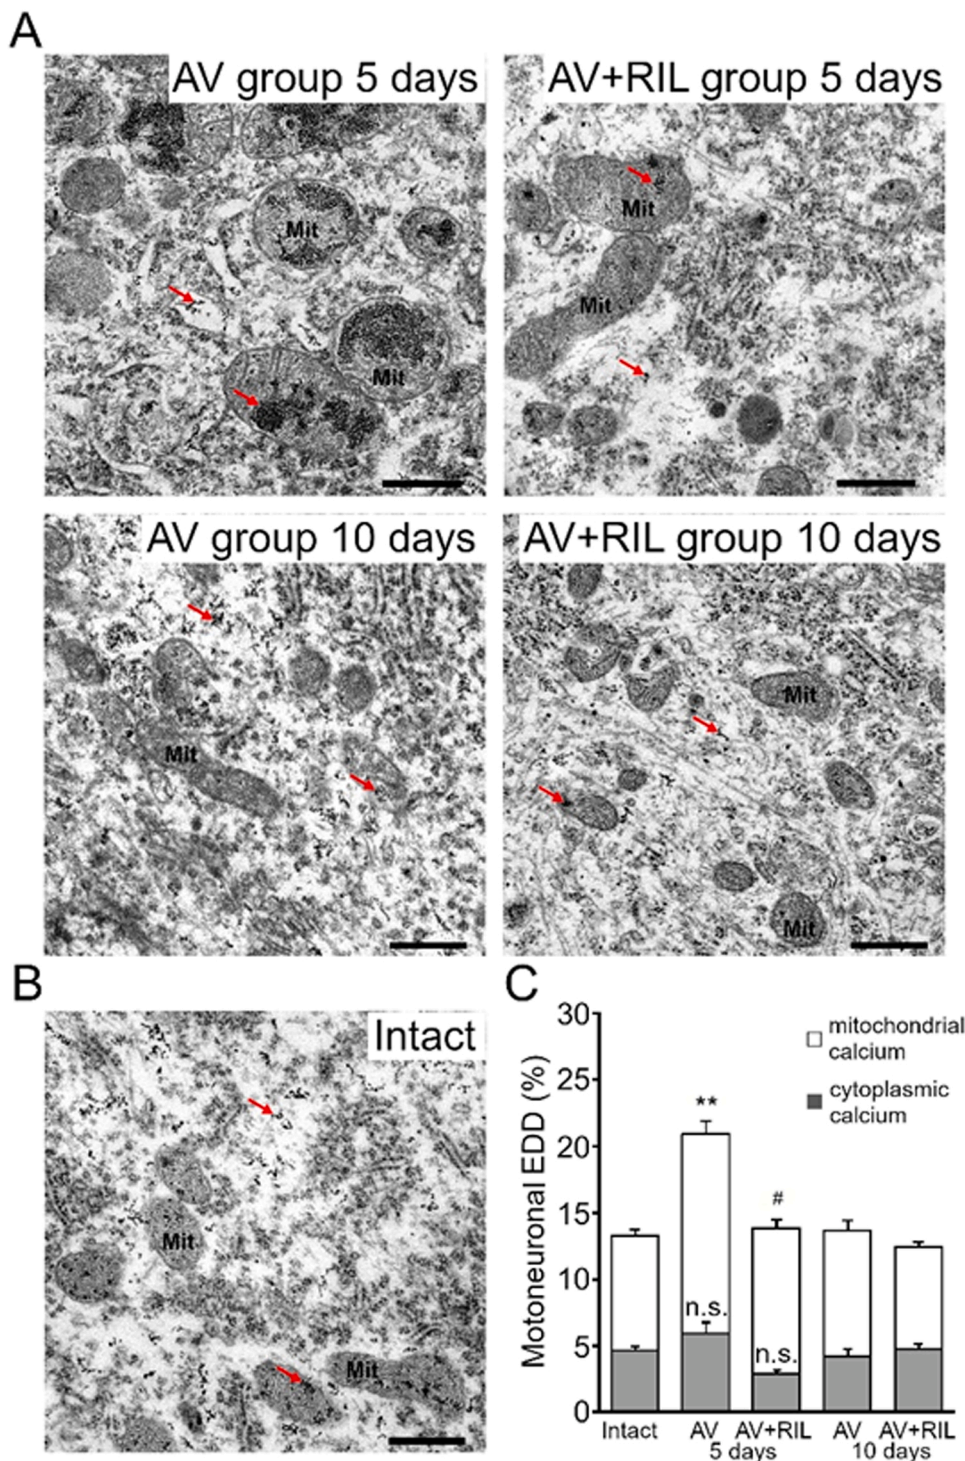 A
AV group 5 days
AV+RIL group 5 days
Mit
Mit
Mit
Mit
AV group 10 days
AV+RIL group 10 days
Mit
Mit
Mit
B
Intact
Mit
Mit
C
Motoneuronal EDD (%)
30
25
20
15
10
5
0
mitochondrial
calcium
cytoplasmic
calcium
**
#
n.s.
n.s.
Intact
AV
AV+RIL
AV
AV+RIL
5 days
10 days